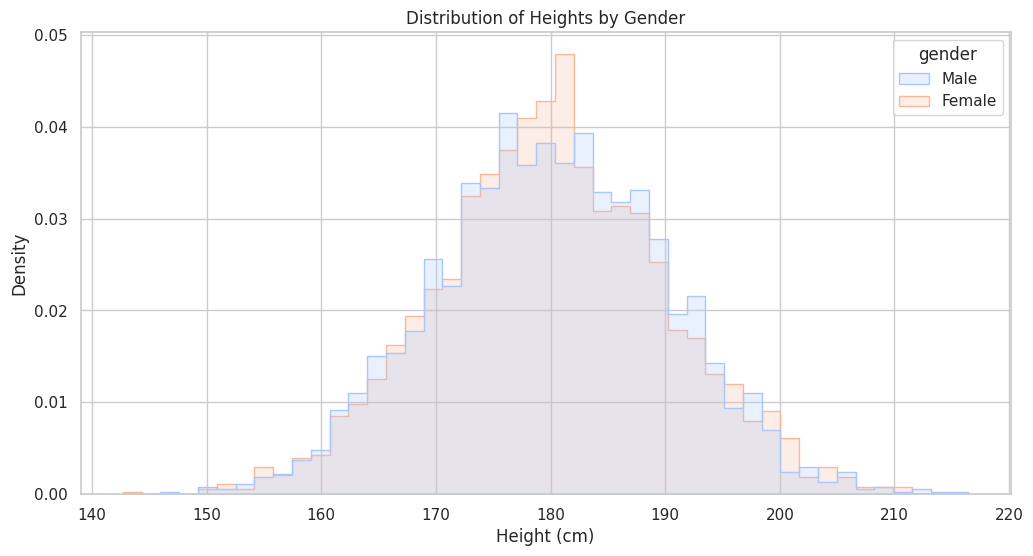 Distribution of Heights by Gender
0.05
0.04
0.03
0.02
0.01
0.00
Density
gender
Male
Female
140 150 160 170 180 190 200 210 220
Height (cm)